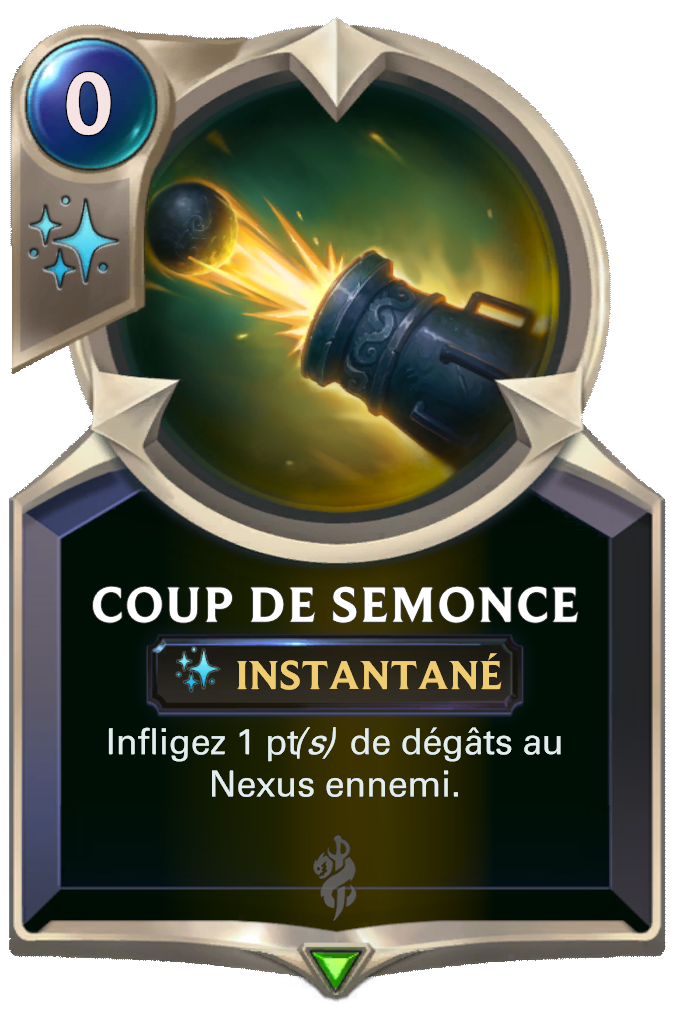 0
COUP DE SEMONCE
INSTANTANÉ
Infligez 1 pt(s) de dégâts au
Nexus ennemi.